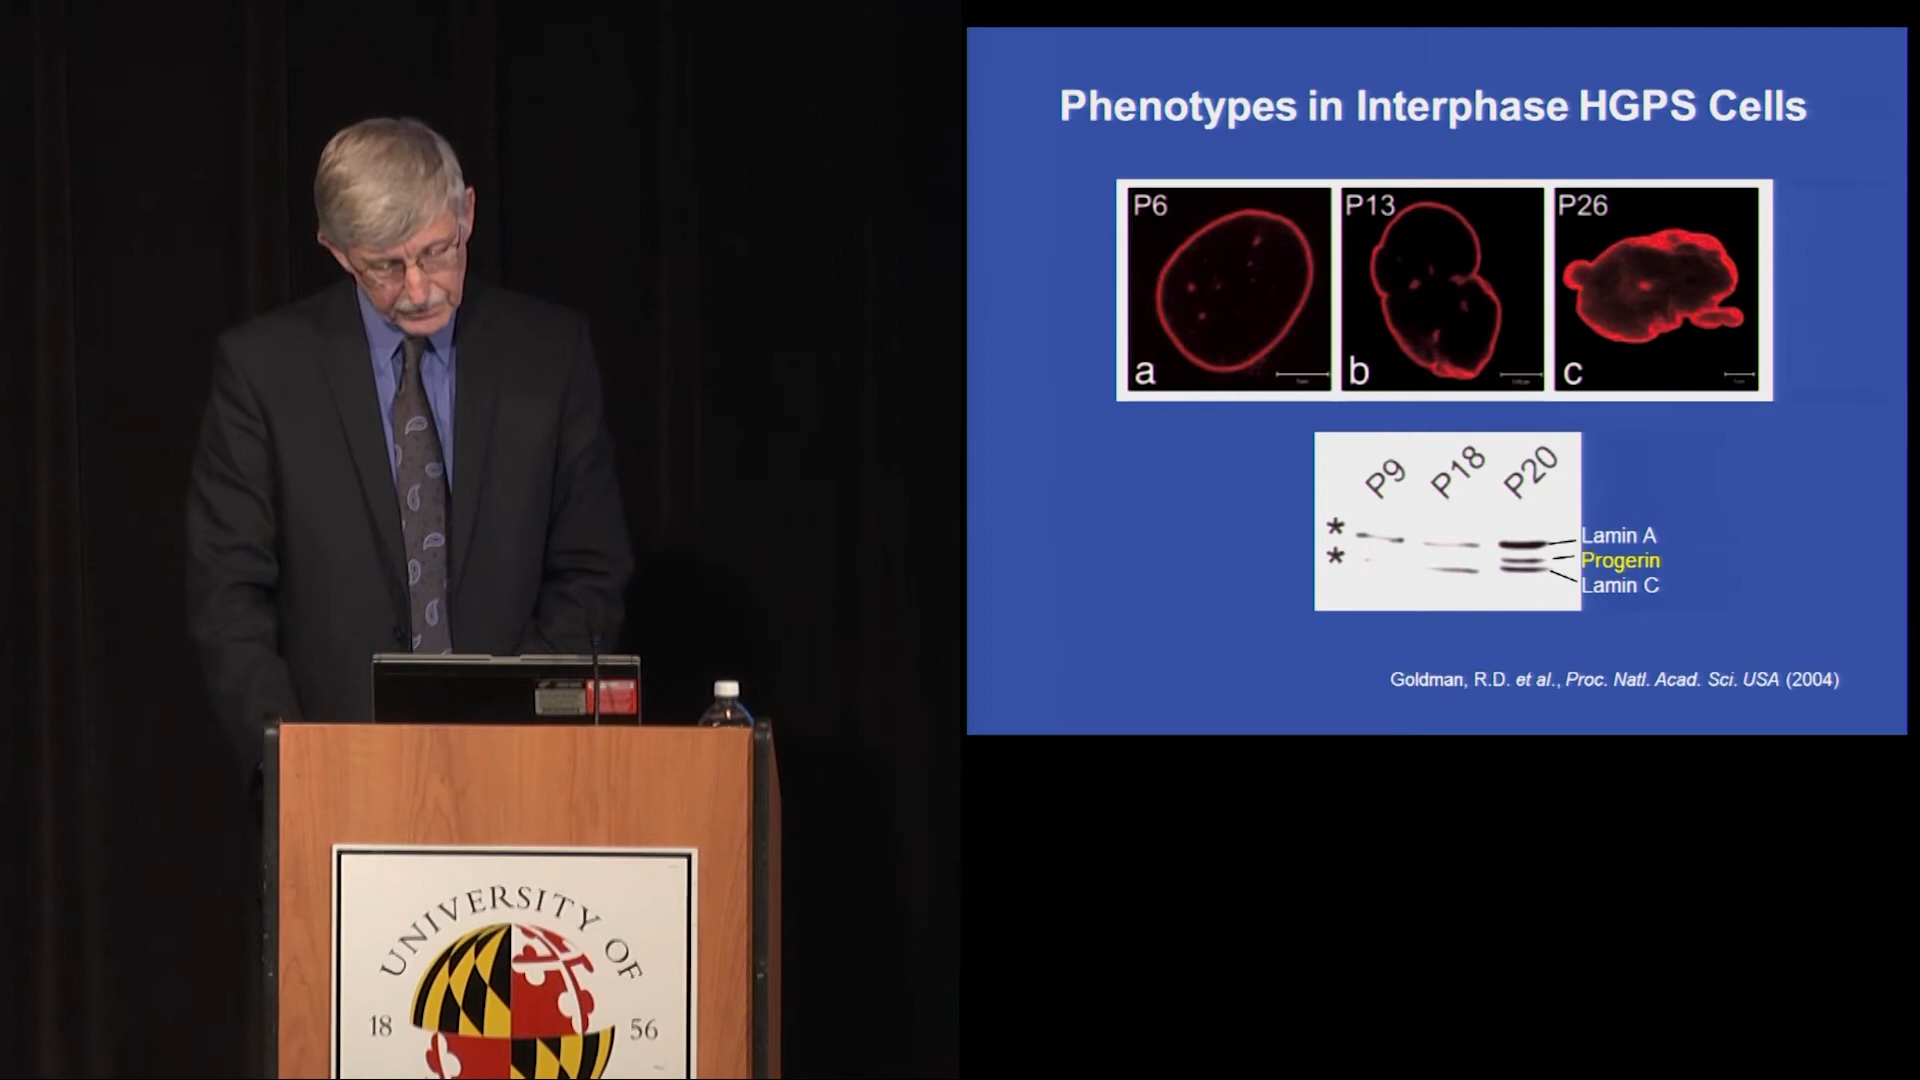 Phenotypes in Interphase HGPS Cells
P6
P13
P26
a
b
c
P9
P18
P20
*
*
Lamin A
Progerin
Lamin C
Goldman, R.D. et al., Proc. Natl. Acad. Sci. USA (2004)
UNIVERSITY OF
18
56